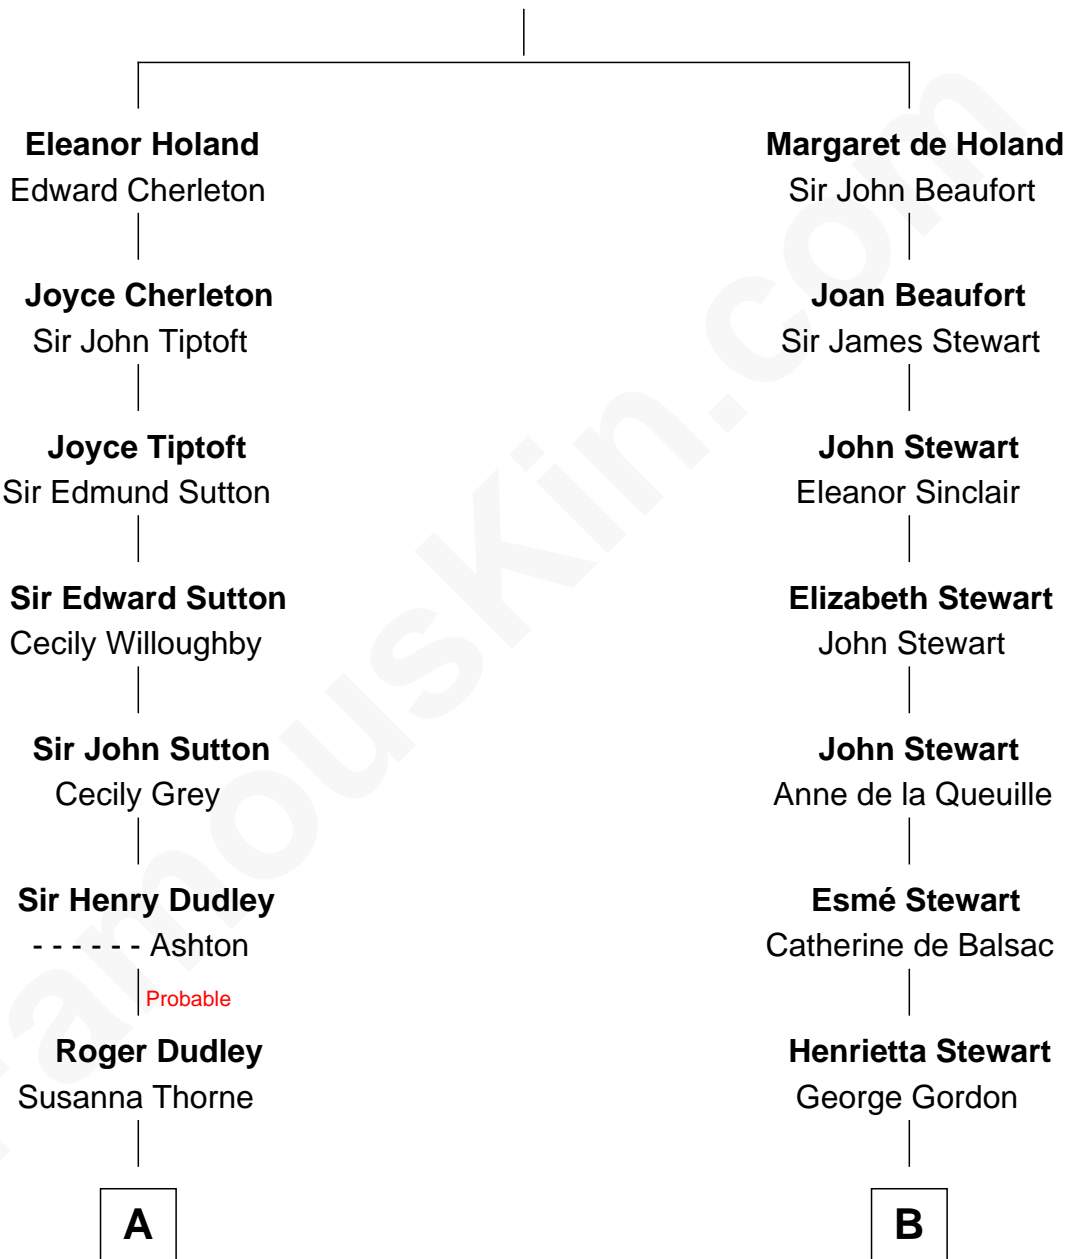 Eleanor Holand
Edward Cherleton
Joyce Cherleton
Sir John Tiptoft
Joyce Tiptoft
Sir Edmund Sutton
Sir Edward Sutton
Cecily Willoughby
Sir John Sutton
Cecily Grey
Sir Henry Dudley
- - - - - - Ashton
Probable
Roger Dudley
Susanna Thorne
A
Margaret de Holand
Sir John Beaufort
Joan Beaufort
Sir James Stewart
John Stewart
Eleanor Sinclair
Elizabeth Stewart
John Stewart
John Stewart
Anne de la Queuille
Esmé Stewart
Catherine de Balsac
Henrietta Stewart
George Gordon
B
FamousKin.com